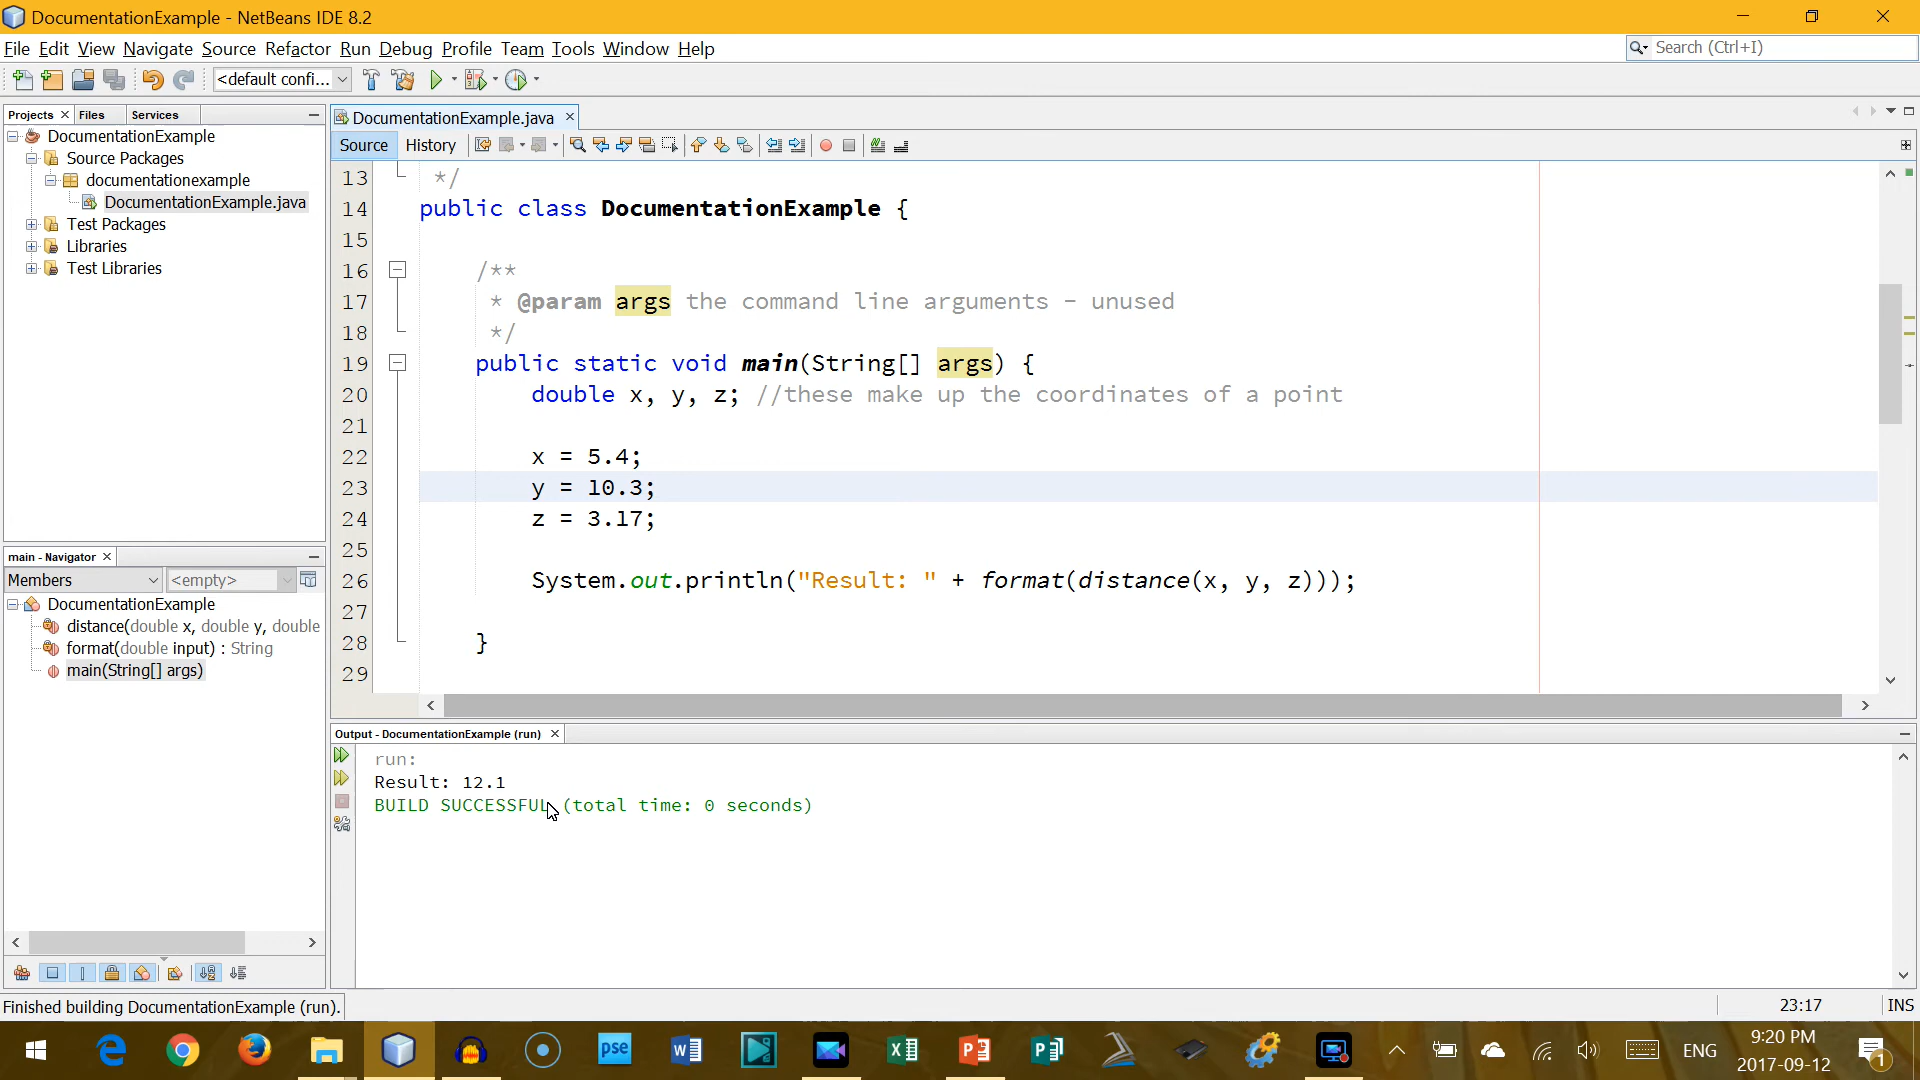 DocumentationExample - NetBeans IDE 8.2
File Edit View Navigate Source Refactor Run Debug Profile Team Tools Window Help
Search (Ctrl+I)
<default confi...
Projects Files Services
DocumentationExample
Source Packages
documentationexample
DocumentationExample.java
Test Packages
Libraries
Test Libraries
main - Navigator
Members <empty>
DocumentationExample
distance(double x, double y, double
format(double input) : String
main(String[] args)
DocumentationExample.java
Source History
13 */
14 public class DocumentationExample {
15
16 /**
17 * @param args the command line arguments - unused
18 */
19 public static void main(String[] args) {
20 double x, y, z; //these make up the coordinates of a point
21
22 x = 5.4;
23 y = 10.3;
24 z = 3.17;
25
26 System.out.println("Result: " + format(distance(x, y, z)));
27
28 }
29
Output - DocumentationExample (run)
run:
Result: 12.1
BUILD SUCCESSFUL (total time: 0 seconds)
Finished building DocumentationExample (run).
23:17 INS
pse
ENG
9:20 PM
2017-09-12
1